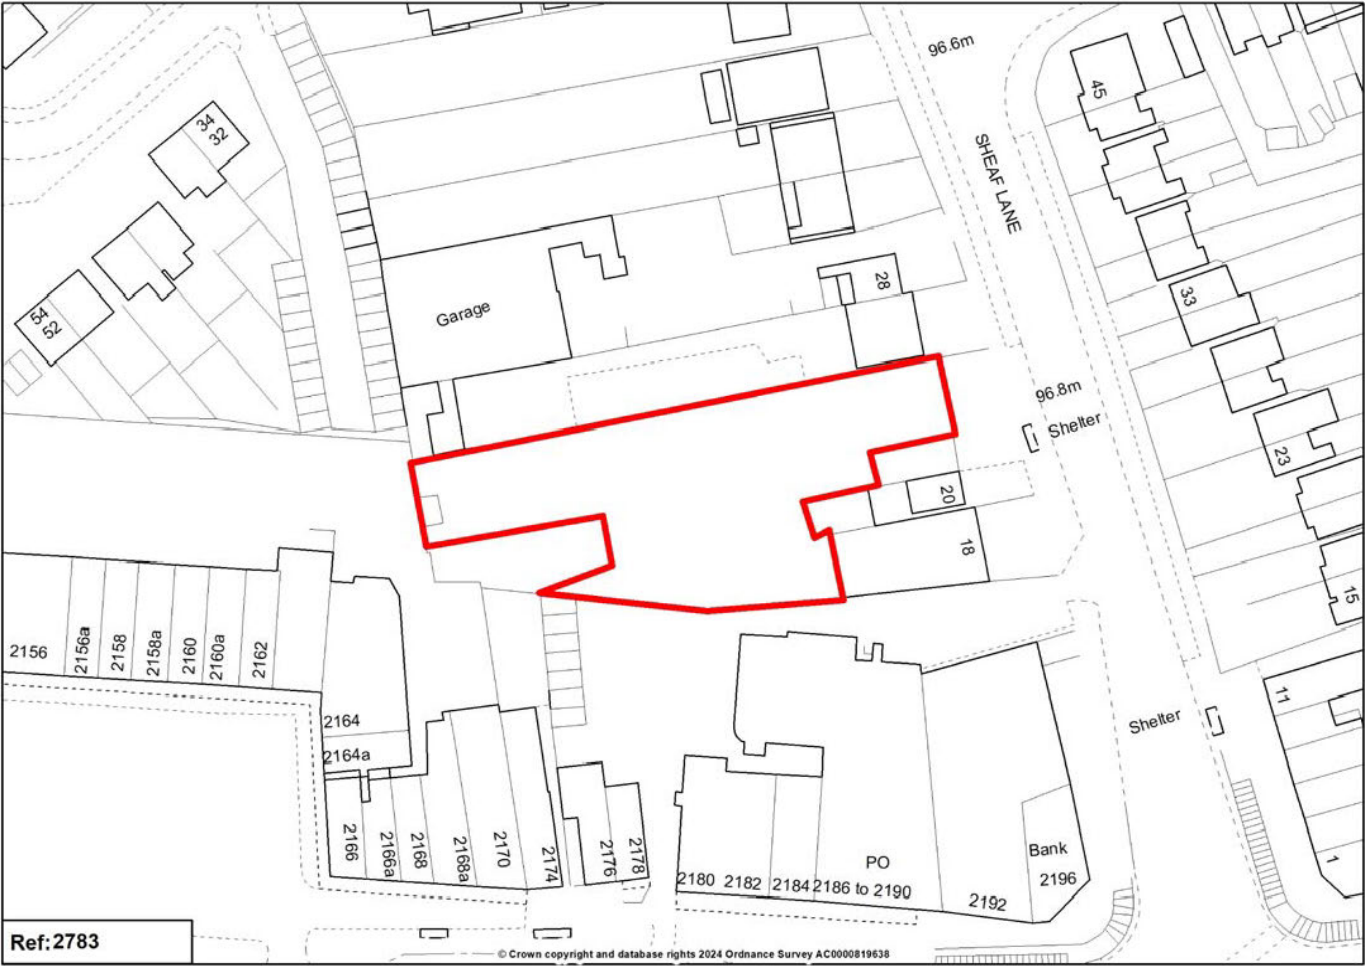 96.6m
45
34
32
SHEAF LANE
28
33
Garage
54
52
96.8m
Shelter
23
20
18
15
2156
2156a
2158
2158a
2160
2160a
2162
11
Shelter
2164
2164a
2166
2166a
2168
2168a
2170
2174
2176
2178
PO
Bank
1
2180
2182
2184
2186 to 2190
2192
2196
Ref:2783
© Crown copyright and database rights 2024 Ordnance Survey AC0000819638